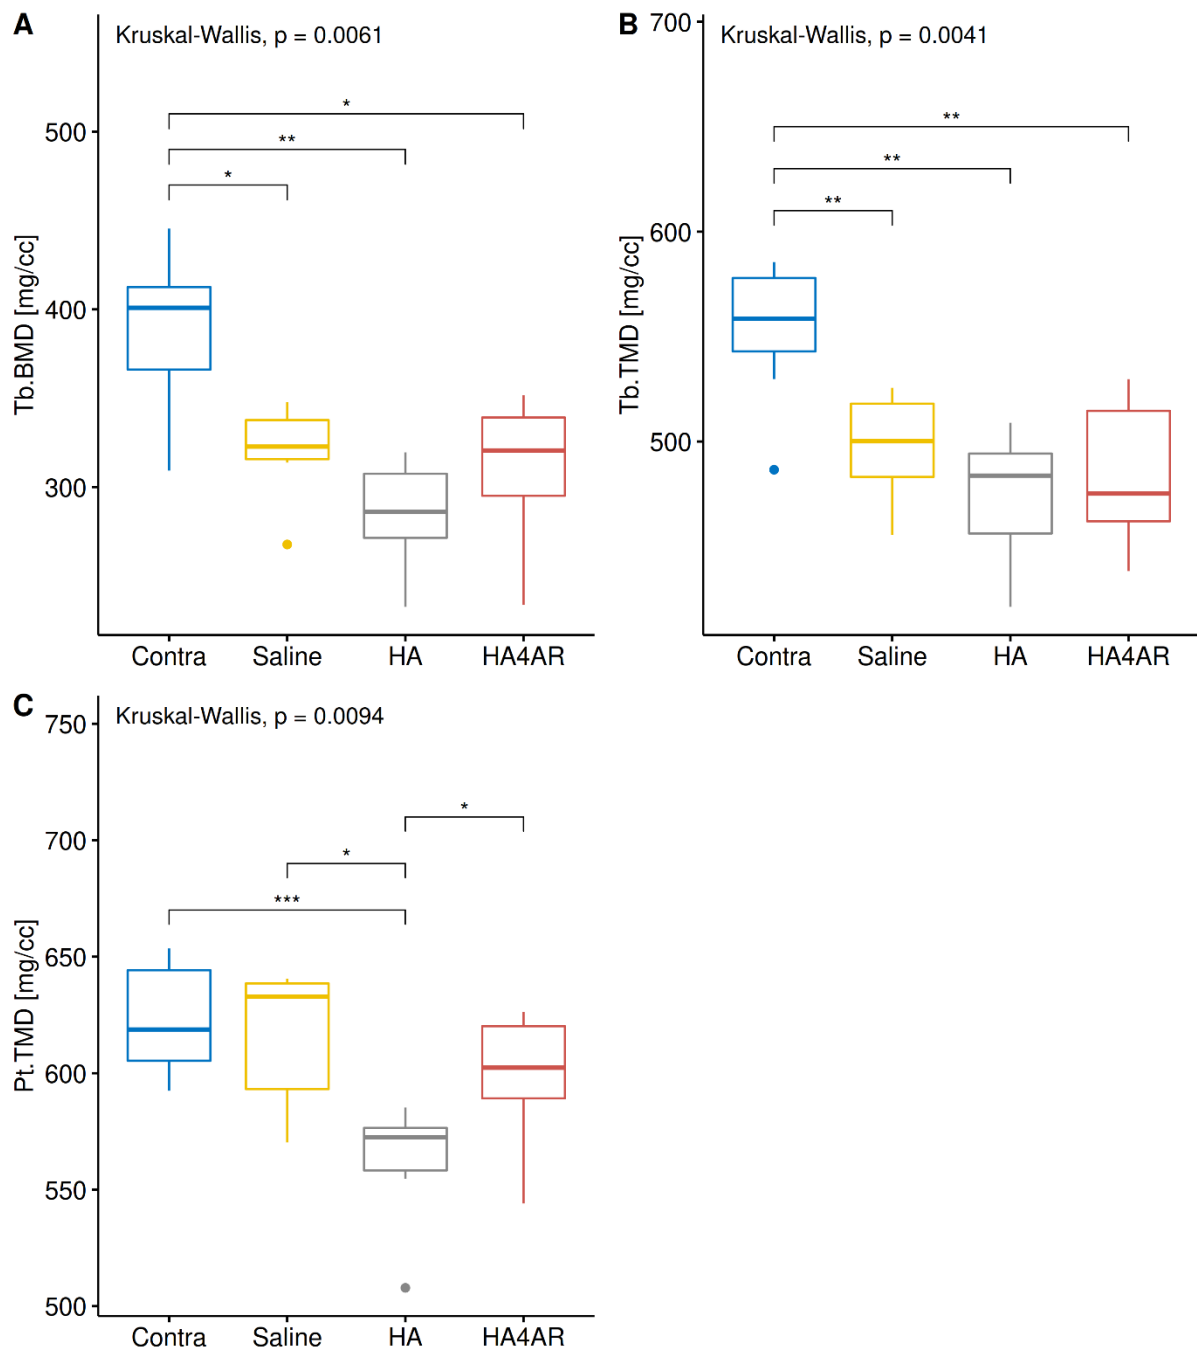 A
Kruskal-Wallis, p = 0.0061
Tb.BMD [mg/cc]
500
400
300
*
**
*
Contra Saline HA HA4AR
B
Kruskal-Wallis, p = 0.0041
Tb.TMD [mg/cc]
700
600
500
**
**
**
Contra Saline HA HA4AR
C
Kruskal-Wallis, p = 0.0094
Pt.TMD [mg/cc]
750
700
650
600
550
500
*
*
***
Contra Saline HA HA4AR